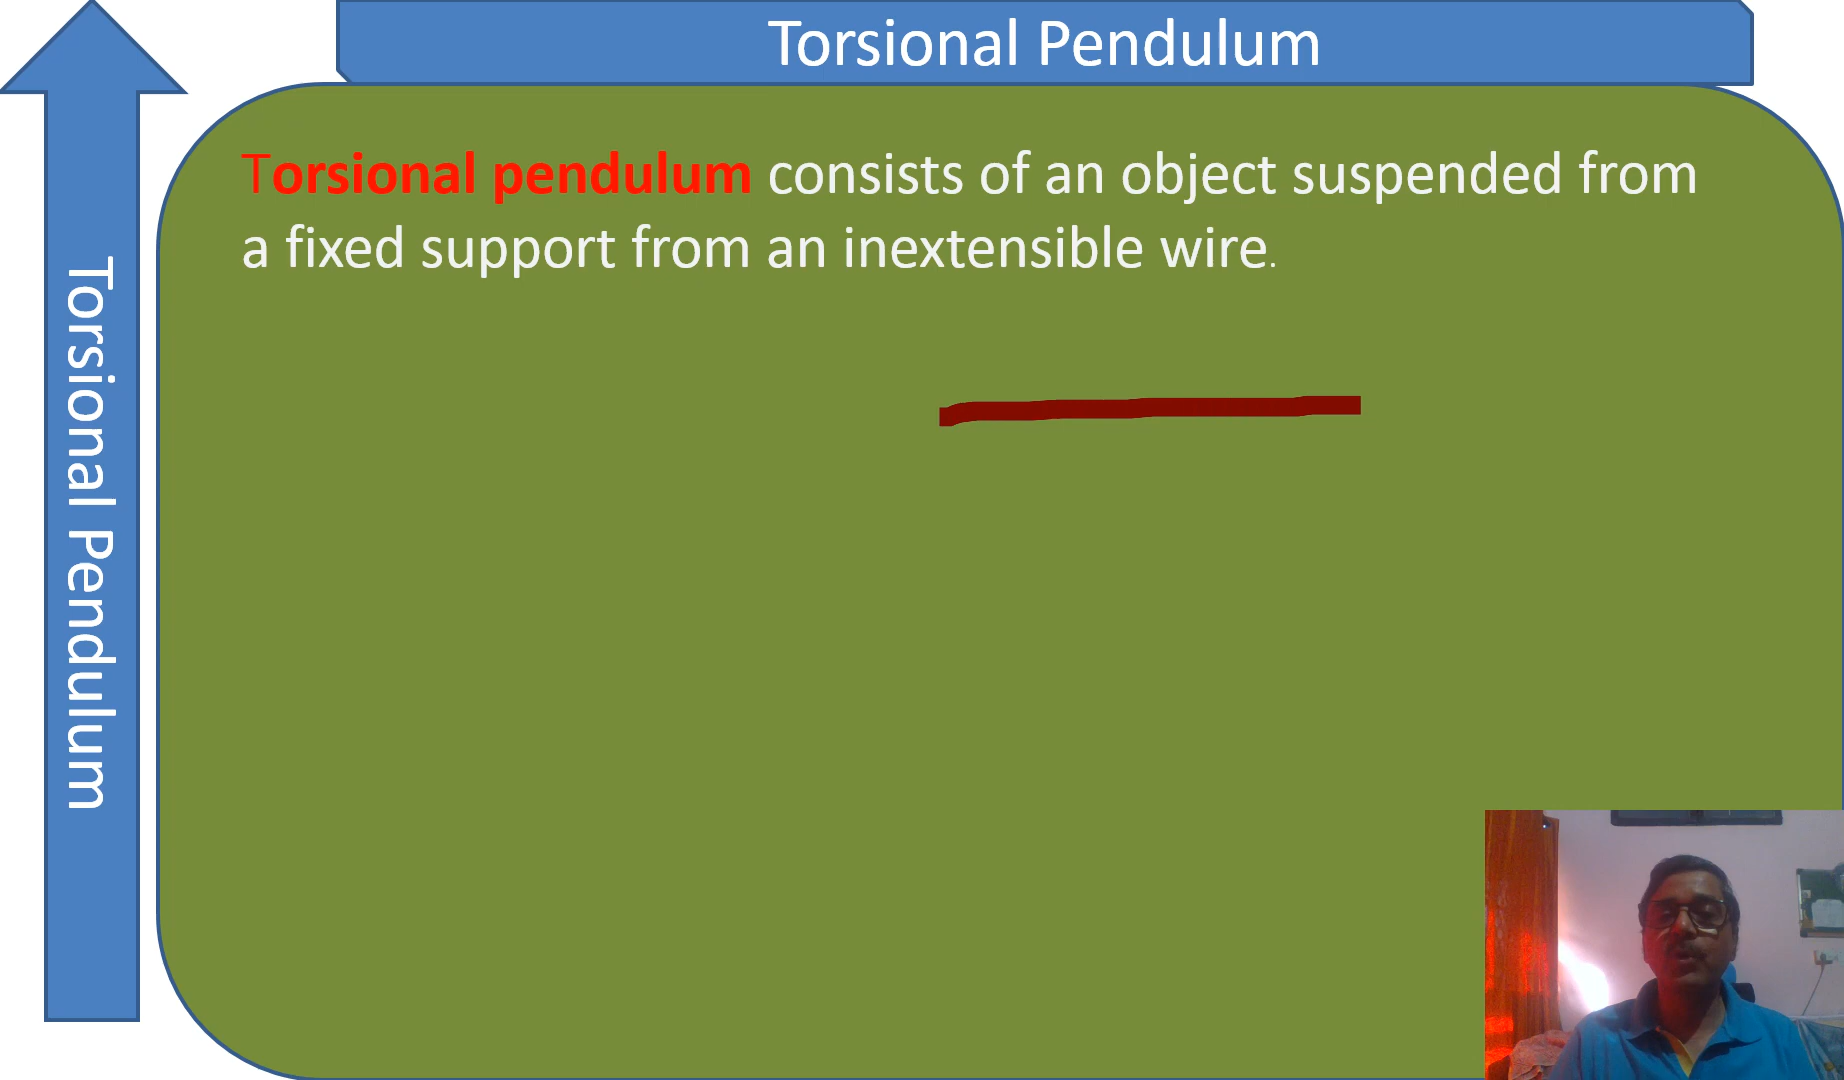 Torsional Pendulum
Torsional pendulum consists of an object suspended from
a fixed support from an inextensible wire.
Torsional Pendulum